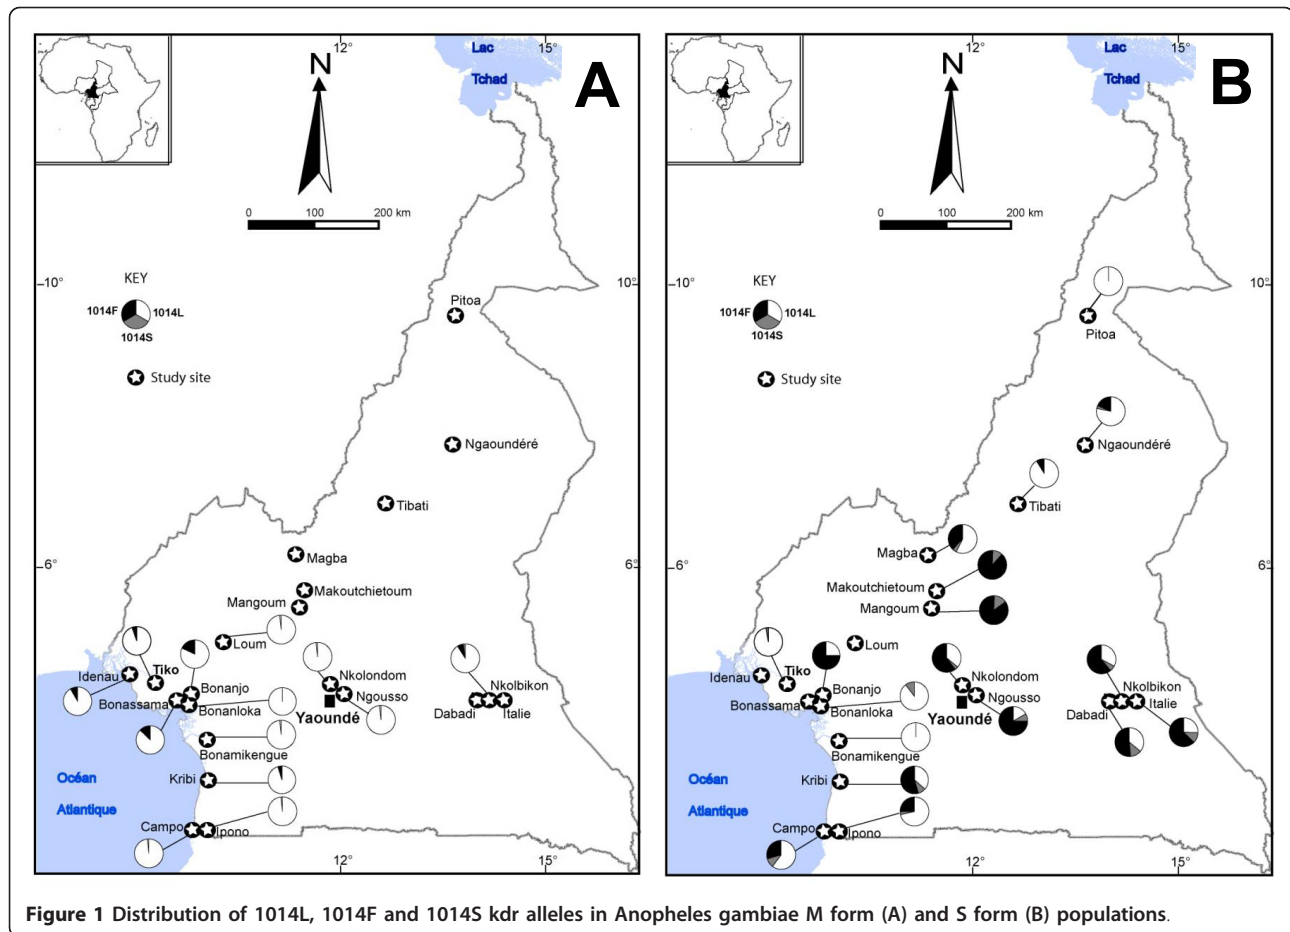 Lac
Tchad
12°
15°
N
A
0 100 200 km
10°
KEY
1014F
1014L
1014S
Study site
Pitoa
Ngaoundéré
Tibati
6°
Magba
Makoutchietoum
Mangoum
Loum
Idenau
Tiko
Bonanjo
Bonassama
Bonanloka
Nkolondom
Ngousso
Yaoundé
Nkolbikon
Dabadi
Italie
Bonamikengue
Kribi
Océan
Atlantique
Campo
Ipono
12°
15°
Lac
Tchad
12°
15°
N
B
0 100 200 km
10°
10°
KEY
1014F
1014L
1014S
Study site
Pitoa
Ngaoundéré
Tibati
6°
6°
Magba
Makoutchietoum
Mangoum
Loum
Idenau
Tiko
Bonanjo
Bonassama
Bonanloka
Nkolondom
Ngousso
Yaoundé
Nkolbikon
Dabadi
Italie
Bonamikengue
Kribi
Océan
Atlantique
Campo
Ipono
12°
15°
Figure 1 Distribution of 1014L, 1014F and 1014S kdr alleles in Anopheles gambiae M form (A) and S form (B) populations.